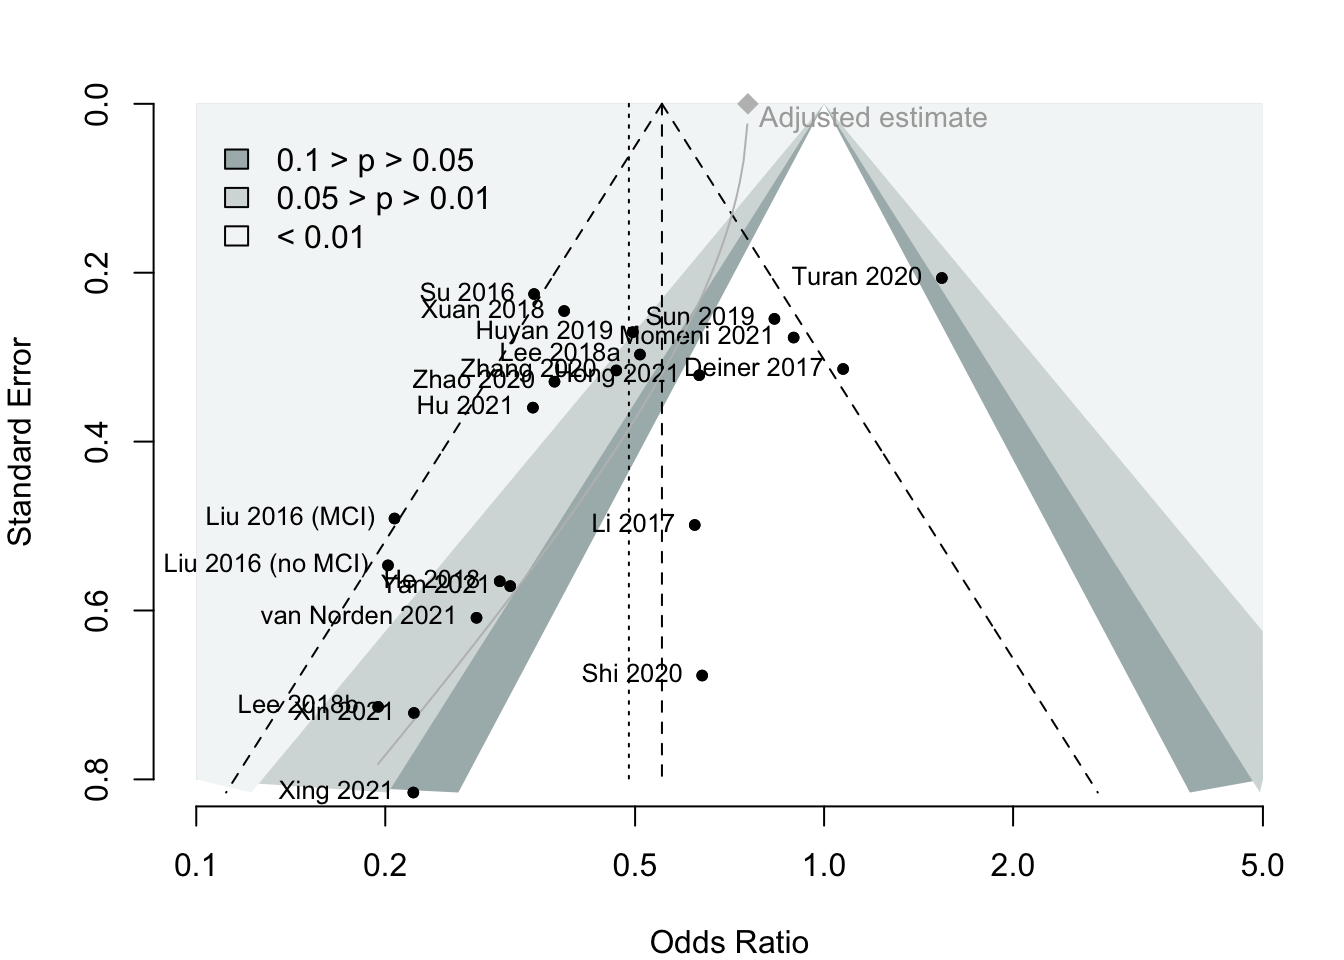 Adjusted estimate
0.1 > p > 0.05
0.05 > p > 0.01
< 0.01
Turan 2020
Su 2016
Xuan 2018
Sun 2019
Huyan 2019
Momeni 2021
Lee 2018a
Zhang 2020
Hong 2021
Deiner 2017
Zhao 2020
Hu 2021
Liu 2016 (MCI)
Li 2017
Liu 2016 (no MCI)
He 2018
Yan 2021
van Norden 2021
Shi 2020
Lee 2018b
Xin 2021
Xing 2021
Standard Error
0.0
0.2
0.4
0.6
0.8
0.1 0.2 0.5 1.0 2.0 5.0
Odds Ratio